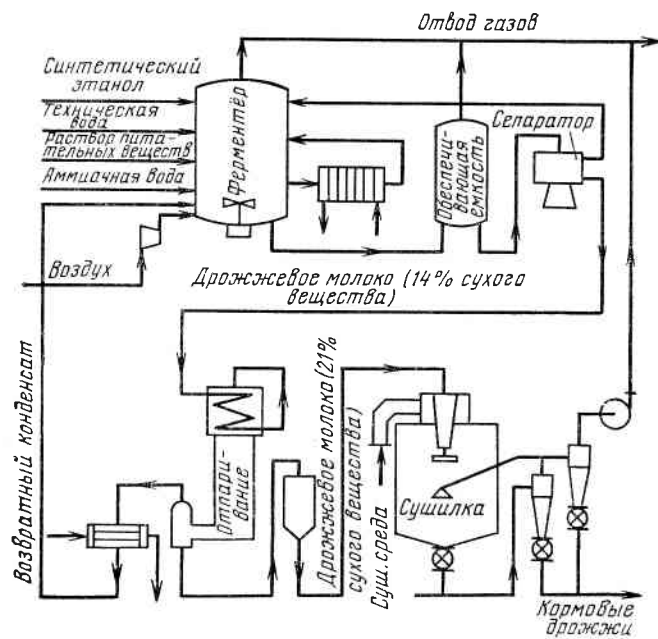 Отвод газов
Синтетический
этанол
Техническая
вода
Раствор пита-
тельных веществ
Аммиачная вода
Воздух
Ферментёр
Обеспечи-
вающая
емкость
Сепаратор
Дрожжевое молоко (14% сухого
вещества)
Возвратный конденсат
Отпари-
вание
Дрожжевое молоко (21%
сухого вещества)
Суш. среда
Сушилка
Кормовые
дрожжи